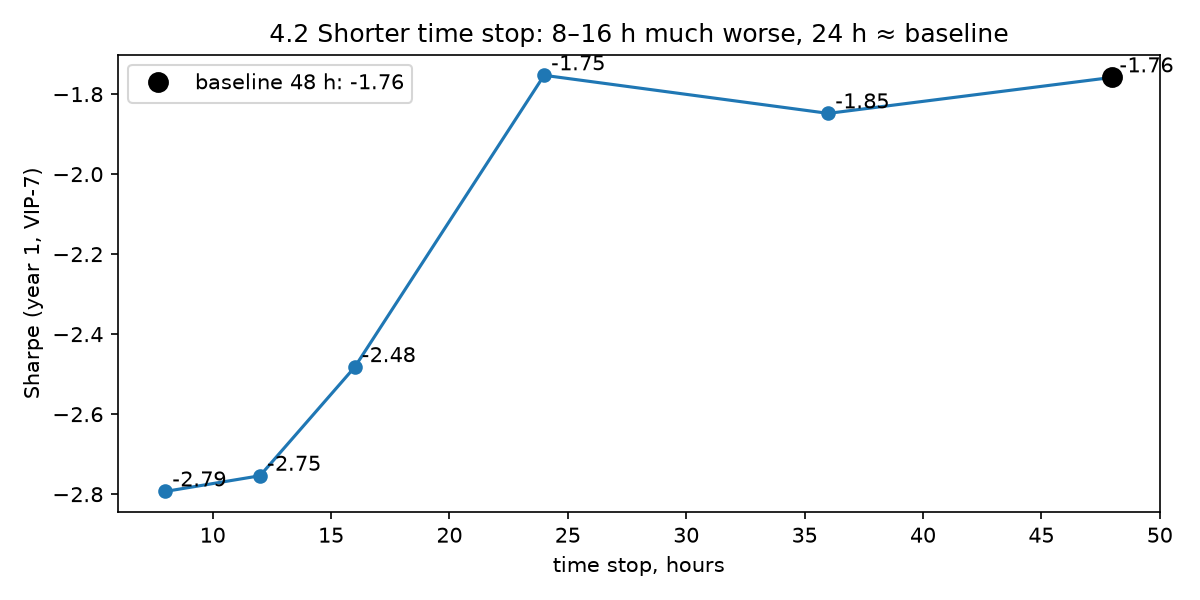 4.2 Shorter time stop: 8–16 h much worse, 24 h ≈ baseline
baseline 48 h: -1.76
-1.75
-1.76
-1.85
-2.48
-2.75
-2.79
Sharpe (year 1, VIP-7)
−1.8
−2.0
−2.2
−2.4
−2.6
−2.8
10 15 20 25 30 35 40 45 50
time stop, hours